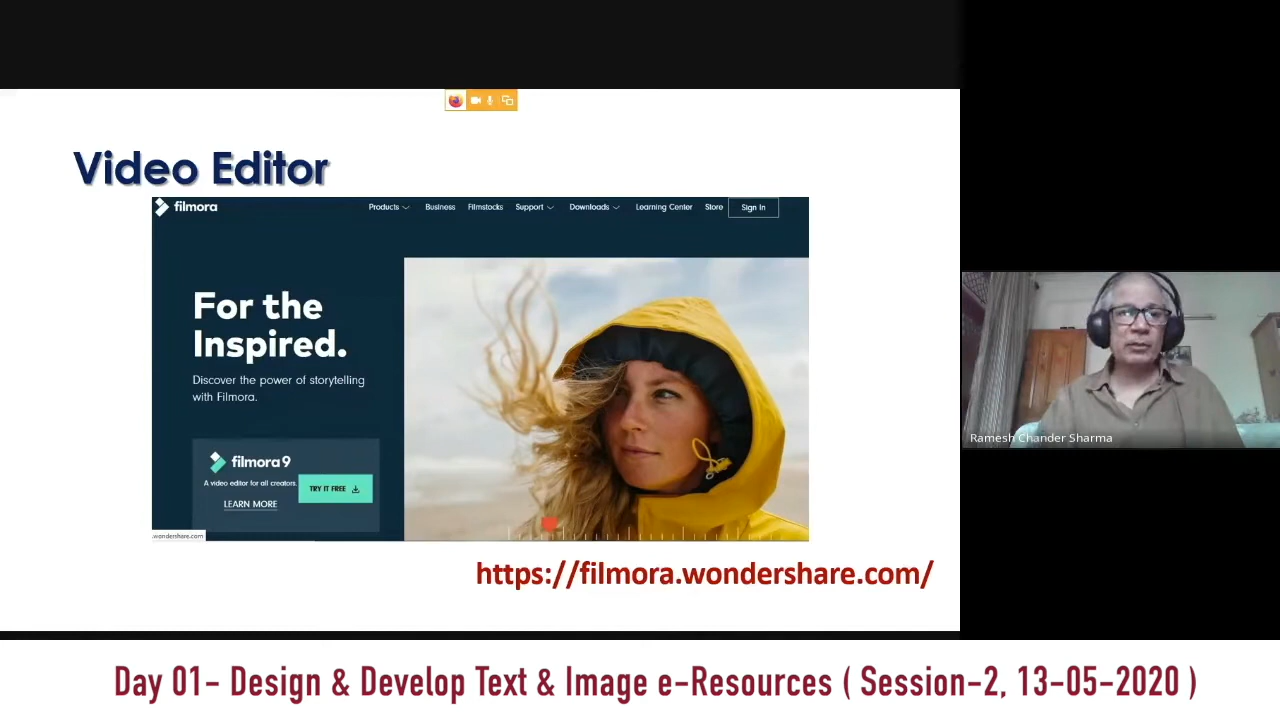 Video Editor
filmora
Products Business Filmstocks Support Downloads Learning Center Store Sign In
For the
Inspired.
Discover the power of storytelling
with Filmora.
filmora9
A video editor for all creators.
TRY IT FREE
LEARN MORE
.wondershare.com
https://filmora.wondershare.com/
Ramesh Chander Sharma
Day 01- Design & Develop Text & Image e-Resources ( Session-2, 13-05-2020 )